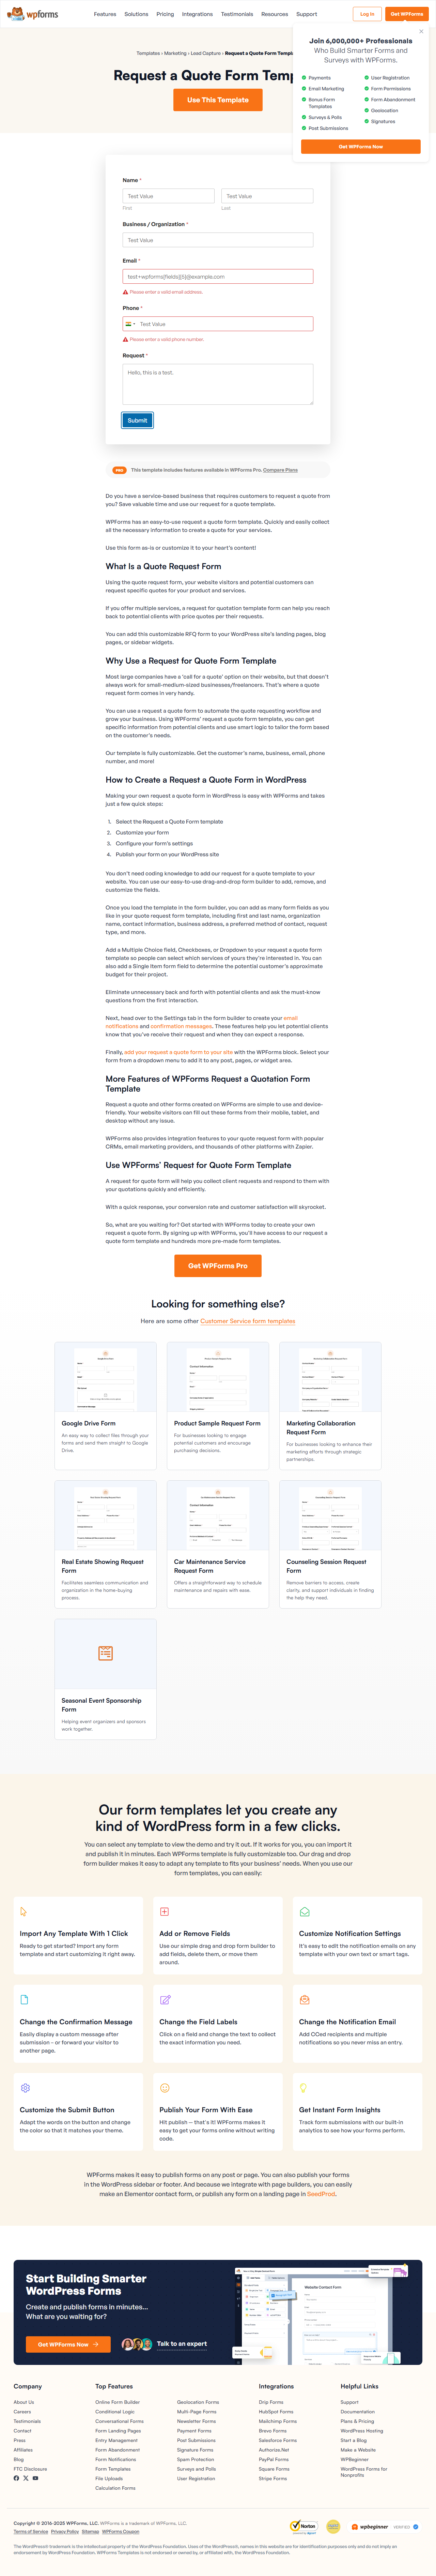 wpforms
Features Solutions Pricing Integrations Testimonials Resources Support
Log In
Get WPForms
Join 6,000,000+ Professionals
Who Build Smarter Forms and
Surveys with WPForms.
Payments
Email Marketing
Bonus Form
Templates
Surveys & Polls
Post Submissions
User Registration
Form Permissions
Form Abandonment
Geolocation
Signatures
Get WPForms Now
Templates › Marketing › Lead Capture › Request a Quote Form Templa
Request a Quote Form Temp
Use This Template
Name *
Test Value
Test Value
First
Last
Business / Organization *
Test Value
Email *
test+wpforms[fields][5]@example.com
Please enter a valid email address.
Phone *
Test Value
Please enter a valid phone number.
Request *
Hello, this is a test.
Submit
PRO
This template includes features available in WPForms Pro. Compare Plans
Do you have a service-based business that requires customers to request a quote from
you? Save valuable time and use our request for a quote template.
WPForms has an easy-to-use request a quote form template. Quickly and easily collect
all the necessary information to create a quote for your services.
Use this form as-is or customize it to your heart's content!
What Is a Quote Request Form
Using the quote request form, your website visitors and potential customers can
request specific quotes for your product and services.
If you offer multiple services, a request for quotation template form can help you reach
back to potential clients with price quotes per their requests.
You can add this customizable RFQ form to your WordPress site's landing pages, blog
pages, or sidebar widgets.
Why Use a Request for Quote Form Template
Most large companies have a 'call for a quote' option on their website, but that doesn't
always work for small-medium-sized businesses/freelancers. That's where a quote
request form comes in very handy.
You can use a request a quote form to automate the quote requesting workflow and
grow your business. Using WPForms' request a quote form template, you can get
specific information from potential clients and use smart logic to tailor the form based
on the customer's needs.
Our template is fully customizable. Get the customer's name, business, email, phone
number, and more!
How to Create a Request a Quote Form in WordPress
Making your own request a quote form in WordPress is easy with WPForms and takes
just a few quick steps:
1. Select the Request a Quote Form template
2. Customize your form
3. Configure your form's settings
4. Publish your form on your WordPress site
You don't need coding knowledge to add our request for a quote template to your
website. You can use our easy-to-use drag-and-drop form builder to add, remove, and
customize the fields.
Once you load the template in the form builder, you can add as many form fields as you
like in your quote request form template, including first and last name, organization
name, contact information, business address, a preferred method of contact, request
type, and more.
Add a Multiple Choice field, Checkboxes, or Dropdown to your request a quote form
template so people can select which services of yours they're interested in. You can
also add a Single Item form field to determine the potential customer's approximate
budget for their project.
Eliminate unnecessary back and forth with potential clients and ask the must-know
questions from the first interaction.
Next, head over to the Settings tab in the form builder to create your email
notifications and confirmation messages. These features help you let potential clients
know that you've receive their request and when they can expect a response.
Finally, add your request a quote form to your site with the WPForms block. Select your
form from a dropdown menu to add it to any post, pages, or widget area.
More Features of WPForms Request a Quotation Form
Template
Request a quote and other forms created on WPForms are simple to use and device-
friendly. Your website visitors can fill out these forms from their mobile, tablet, and
desktop without any issue.
WPForms also provides integration features to your quote request form with popular
CRMs, email marketing providers, and thousands of other platforms with Zapier.
Use WPForms' Request for Quote Form Template
A request for quote form will help you collect client requests and respond to them with
your quotations quickly and efficiently.
With a quick response, your conversion rate and customer satisfaction will skyrocket.
So, what are you waiting for? Get started with WPForms today to create your own
request a quote form. By signing up with WPForms, you'll have access to our request a
quote form template and hundreds more pre-made form templates.
Get WPForms Pro
Looking for something else?
Here are some other Customer Service form templates
Google Drive Form
An easy way to collect files through your
forms and send them straight to Google
Drive.
Product Sample Request Form
For businesses looking to engage
potential customers and encourage
purchasing decisions.
Marketing Collaboration
Request Form
For businesses looking to enhance their
marketing efforts through strategic
partnerships.
Real Estate Showing Request
Form
Facilitates seamless communication and
organization in the home-buying
process.
Car Maintenance Service
Request Form
Offers a straightforward way to schedule
maintenance and repairs with ease.
Counseling Session Request
Form
Remove barriers to access, create
clarity, and support individuals in finding
the help they need.
Seasonal Event Sponsorship
Form
Helping event organizers and sponsors
work together.
Our form templates let you create any
kind of WordPress form in a few clicks.
You can select any template to view the demo and try it out. If it works for you, you can import it
and publish it in minutes. Each WPForms template is fully customizable too. Our drag and drop
form builder makes it easy to adapt any template to fits your business' needs. When you use our
form templates, you can easily:
Import Any Template With 1 Click
Ready to get started? Import any form
template and start customizing it right away.
Add or Remove Fields
Use our simple drag and drop form builder to
add fields, delete them, or move them
around.
Customize Notification Settings
It's easy to edit the notification emails on any
template with your own text or smart tags.
Change the Confirmation Message
Easily display a custom message after
submission - or forward your visitor to
another page.
Change the Field Labels
Click on a field and change the text to collect
the exact information you need.
Change the Notification Email
Add CCed recipients and multiple
notifications so you never miss an entry.
Customize the Submit Button
Adapt the words on the button and change
the color so that it matches your theme.
Publish Your Form With Ease
Hit publish — that's it! WPForms makes it
easy to get your forms online without writing
code.
Get Instant Form Insights
Track form submissions with our built-in
analytics to see how your forms perform.
WPForms makes it easy to publish forms on any post or page. You can also publish your forms
in the WordPress sidebar or footer. And because we integrate with page builders, you can easily
make an Elementor contact form, or publish any form on a landing page in SeedProd.
Start Building Smarter
WordPress Forms
Create and publish forms in minutes...
What are you waiting for?
Get WPForms Now
Talk to an expert
Website Contact Form
Company
About Us
Careers
Testimonials
Contact
Press
Affiliates
Blog
FTC Disclosure
Top Features
Online Form Builder
Conditional Logic
Conversational Forms
Form Landing Pages
Entry Management
Form Abandonment
Form Notifications
Form Templates
File Uploads
Calculation Forms
Geolocation Forms
Multi-Page Forms
Newsletter Forms
Payment Forms
Post Submissions
Signature Forms
Spam Protection
Surveys and Polls
User Registration
Integrations
Drip Forms
HubSpot Forms
Mailchimp Forms
Brevo Forms
Salesforce Forms
Authorize.Net
PayPal Forms
Square Forms
Stripe Forms
Helpful Links
Support
Documentation
Plans & Pricing
WordPress Hosting
Start a Blog
Make a Website
WPBeginner
WordPress Forms for
Nonprofits
Copyright © 2016-2025 WPForms, LLC. WPForms is a trademark of WPForms, LLC.
Terms of Service Privacy Policy Sitemap WPForms Coupon
Norton
wpbeginner VERIFIED
The WordPress® trademark is the intellectual property of the WordPress Foundation. Uses of the WordPress®, names in this website are for identification purposes only and do not imply an
endorsement by WordPress Foundation. WPForms Templates is not endorsed or owned by, or affiliated with, the WordPress Foundation.